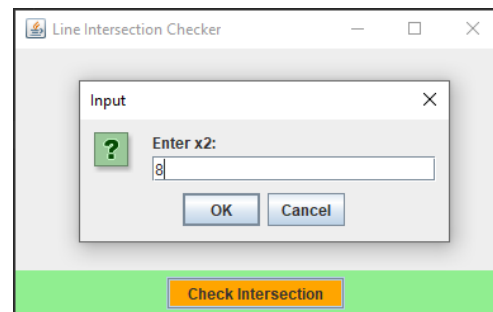 Line Intersection Checker
Input
?
Enter x2:
8
OK Cancel
Check Intersection